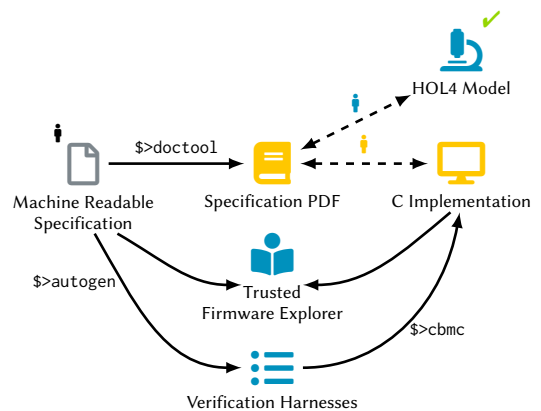 HOL4 Model
$>doctool
Machine Readable
Specification
Specification PDF
C Implementation
$>autogen
Trusted
Firmware Explorer
$>cbmc
Verification Harnesses